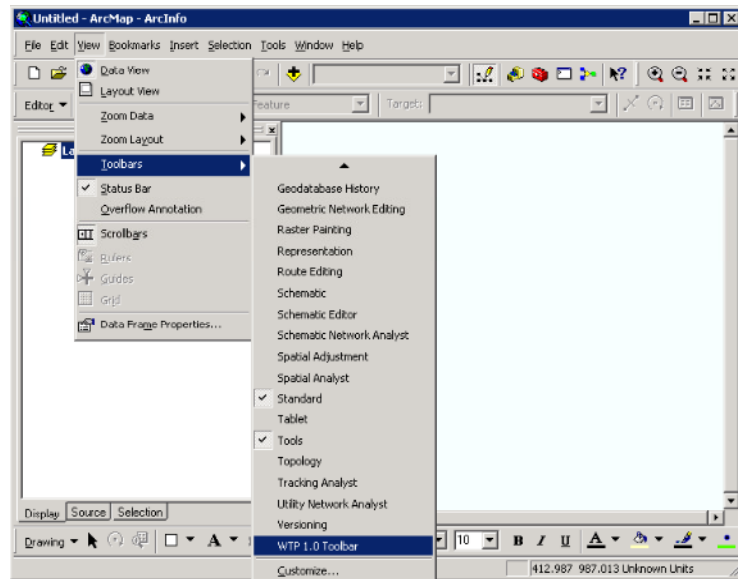 Untitled - ArcMap - ArcInfo
File Edit View Bookmarks Insert Selection Tools Window Help
Data View
Layout View
Editor
Feature
Target:
Zoom Data
Zoom Layout
Toolbars
Status Bar
Overflow Annotation
Scrollbars
Rulers
Guides
Grid
Data Frame Properties...
Geodatabase History
Geometric Network Editing
Raster Painting
Representation
Route Editing
Schematic
Schematic Editor
Schematic Network Analyst
Spatial Adjustment
Spatial Analyst
Standard
Tablet
Tools
Topology
Tracking Analyst
Utility Network Analyst
Versioning
WTP 1.0 Toolbar
Customize...
Display Source Selection
Drawing A 10 B I U A
412.987 987.013 Unknown Units